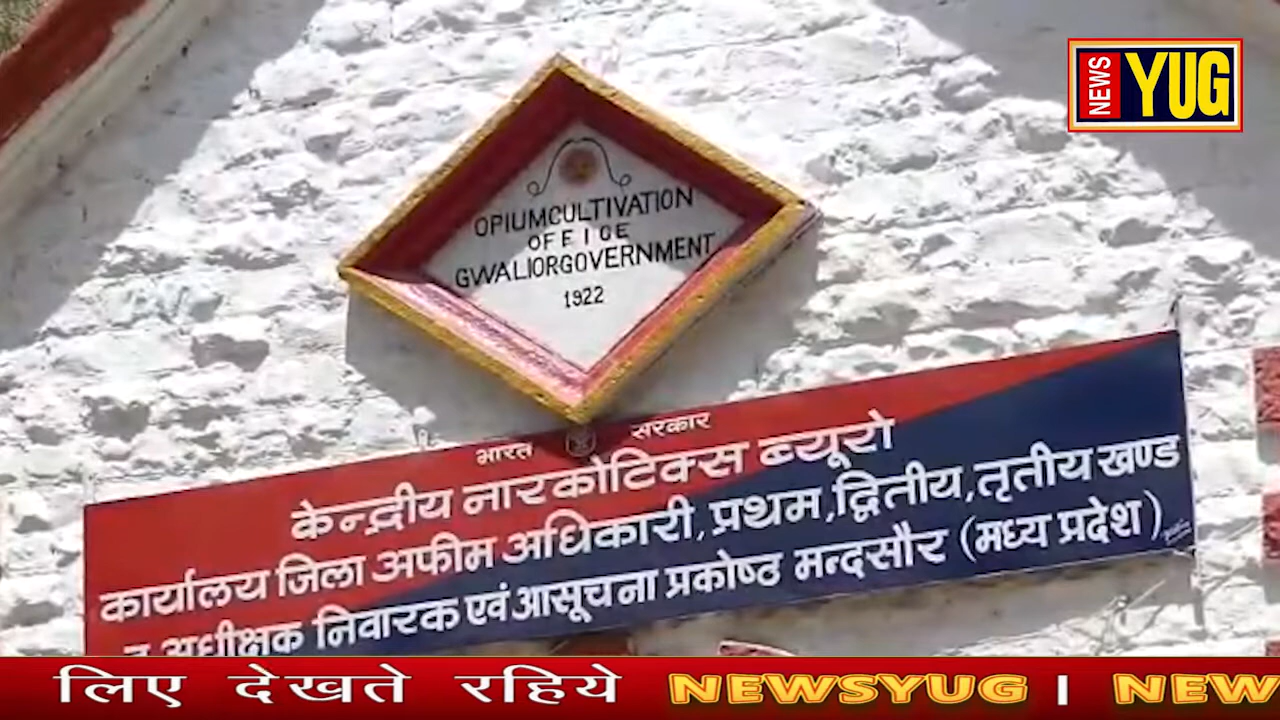 NEWS YUG
OPIUMCULTIVATION
OFFICE
GWALIORGOVERNMENT
1922
भारत सरकार
केन्द्रीय नारकोटिक्स ब्यूरो
कार्यालय जिला अफीम अधिकारी, प्रथम, द्वितीय, तृतीय खण्ड
अधीक्षक निवारक एवं आसूचना प्रकोष्ठ मन्दसौर (मध्य प्रदेश)
लिए देखते रहिये NEWSYUG | NEW